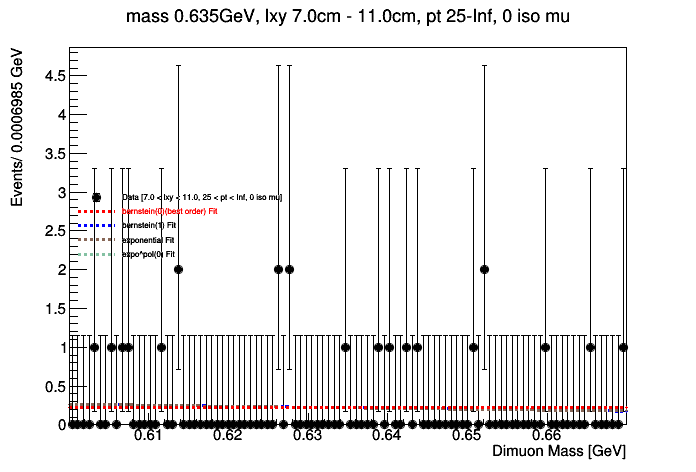 mass 0.635GeV, lxy 7.0cm - 11.0cm, pt 25-Inf, 0 iso mu
Events/ 0.0006985 GeV
4.5
4
3.5
3
2.5
2
1.5
1
0.5
0
Data [7.0 < lxy < 11.0, 25 < pt < Inf, 0 iso mu]
bernstein(0)(best order) Fit
bernstein(1) Fit
exponential Fit
expo*pol(0) Fit
0.61 0.62 0.63 0.64 0.65 0.66
Dimuon Mass [GeV]